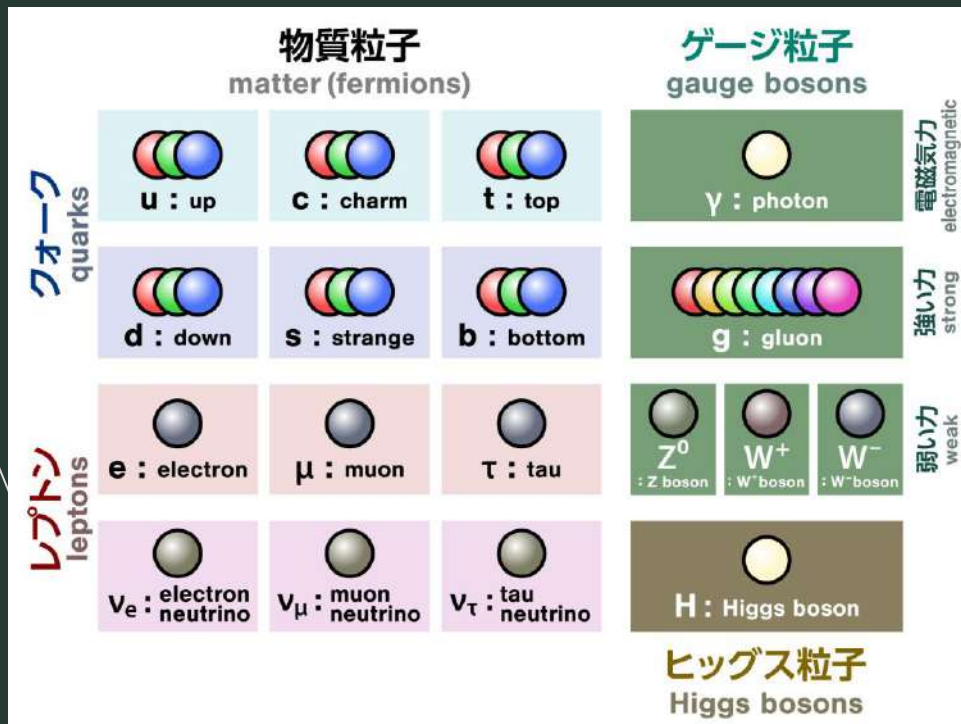 物質粒子
matter (fermions)
ゲージ粒子
gauge bosons
クォーク
quarks
u : up
c : charm
t : top
γ : photon
電磁気力
electromagnetic
d : down
s : strange
b : bottom
g : gluon
強い力
strong
レプトン
leptons
e : electron
μ : muon
τ : tau
Z⁰
: Z boson
W⁺
: W⁺boson
W⁻
: W⁻boson
弱い力
weak
νe : electron
neutrino
νμ : muon
neutrino
ντ : tau
neutrino
H : Higgs boson
ヒッグス粒子
Higgs bosons